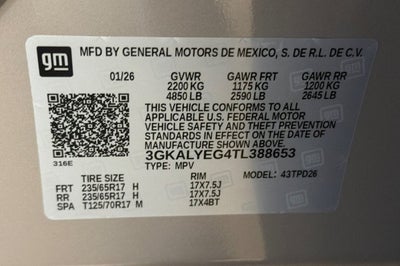 gm
MFD BY GENERAL MOTORS DE MEXICO, S. DE R.L. DE C.V.
01/26 GVWR GAWR FRT GAWR RR
2200 KG 1175 KG 1200 KG
4850 LB 2590 LB 2645 LB
THIS VEHICLE CONFORMS TO ALL
APPLICABLE U.S. FEDERAL MOTOR
VEHICLE SAFETY STANDARDS
IN EFFECT ON THE DATE OF
MANUFACTURE SHOWN ABOVE.
3GKALYEG4TL388653
316E TYPE: MPV
TIRE SIZE RIM MODEL: 43TPD26
FRT 235/65R17 H 17X7.5J
RR 235/65R17 H 17X7.5J
SPA T125/70R17 M 17X4BT